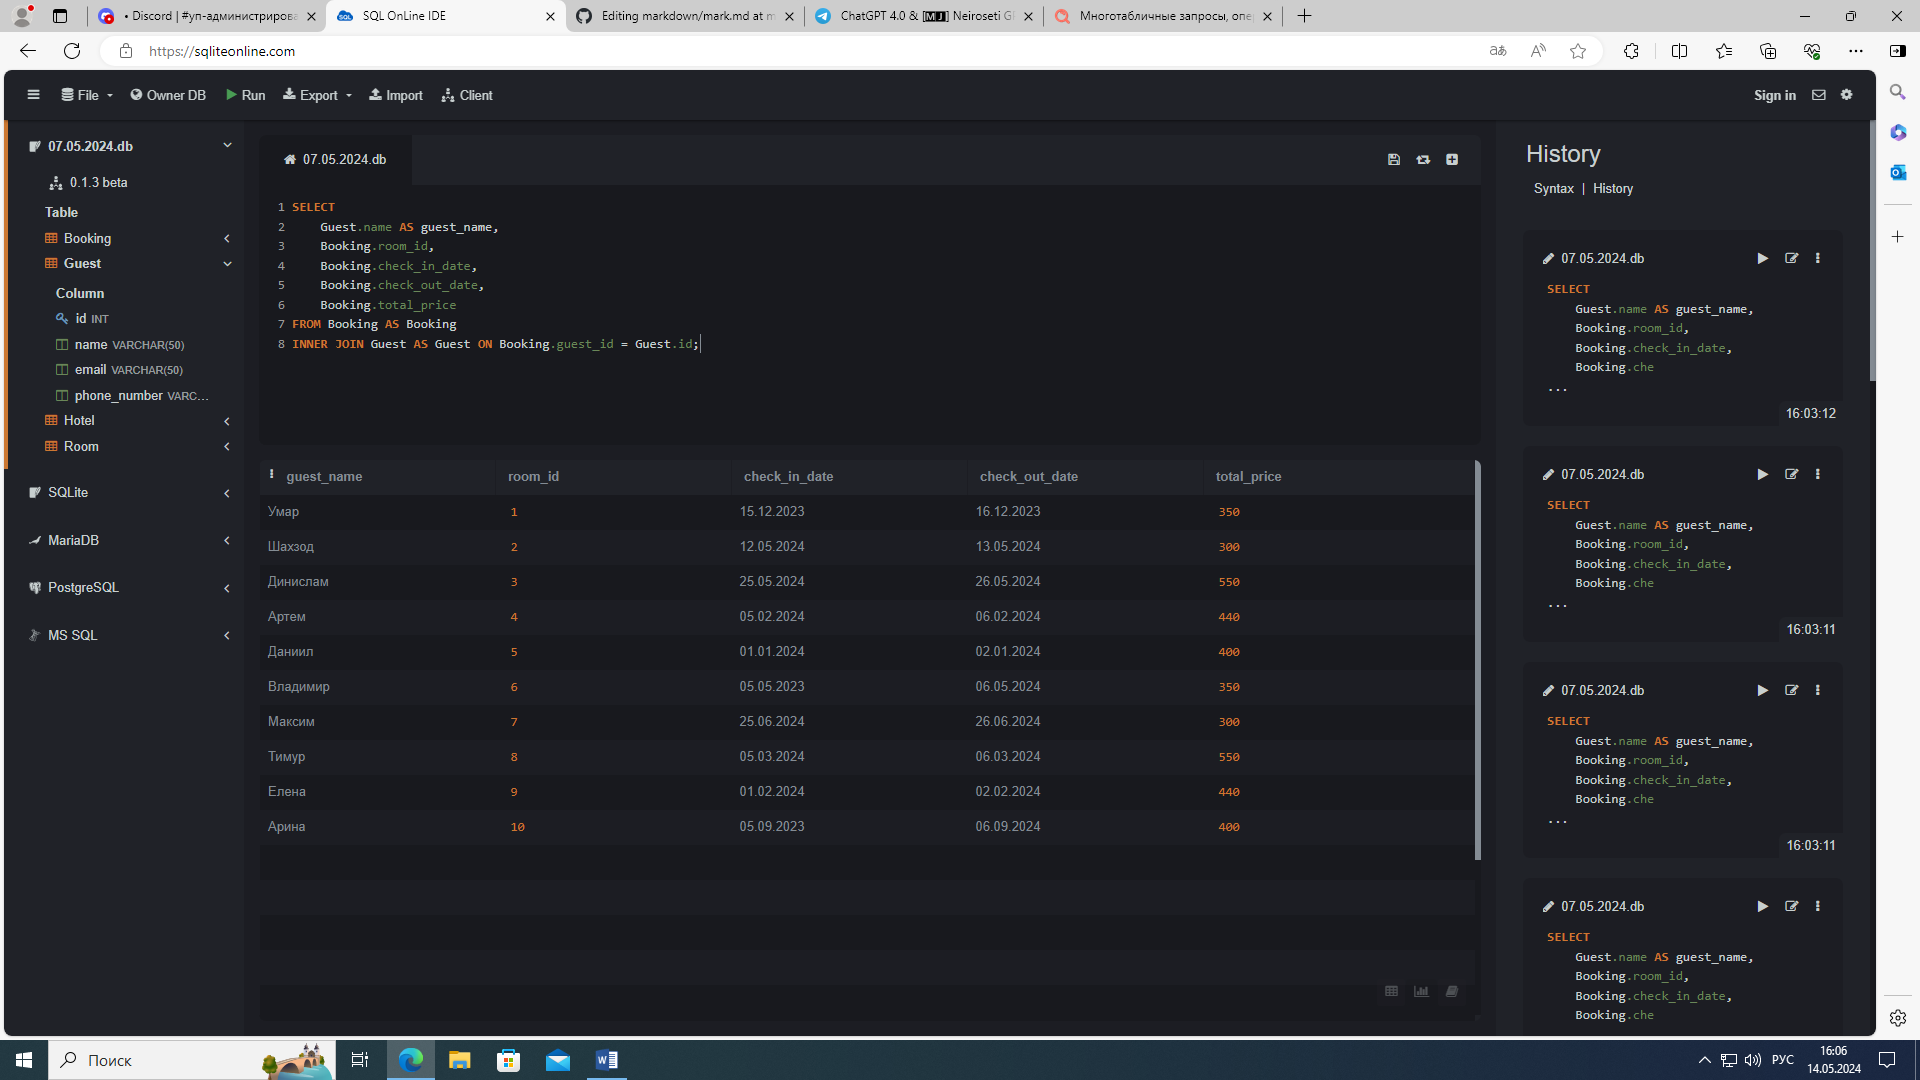 • Discord | #уп-администрирова
SQL OnLine IDE
Editing markdown/mark.md at m
ChatGPT 4.0 & [MJ] Neiroseti G
Многотабличные запросы, опе
https://sqliteonline.com
File
Owner DB
Run
Export
Import
Client
Sign in
07.05.2024.db
0.1.3 beta
Table
Booking
Guest
Column
id INT
name VARCHAR(50)
email VARCHAR(50)
phone_number VARC...
Hotel
Room
SQLite
MariaDB
PostgreSQL
MS SQL
07.05.2024.db
1 SELECT
2 Guest.name AS guest_name,
3 Booking.room_id,
4 Booking.check_in_date,
5 Booking.check_out_date,
6 Booking.total_price
7 FROM Booking AS Booking
8 INNER JOIN Guest AS Guest ON Booking.guest_id = Guest.id;
guest_name room_id check_in_date check_out_date total_price
Умар 1 15.12.2023 16.12.2023 350
Шахзод 2 12.05.2024 13.05.2024 300
Динислам 3 25.05.2024 26.05.2024 550
Артем 4 05.02.2024 06.02.2024 440
Даниил 5 01.01.2024 02.01.2024 400
Владимир 6 05.05.2023 06.05.2024 350
Максим 7 25.06.2024 26.06.2024 300
Тимур 8 05.03.2024 06.03.2024 550
Елена 9 01.02.2024 02.02.2024 440
Арина 10 05.09.2023 06.09.2024 400
History
Syntax | History
07.05.2024.db
SELECT
Guest.name AS guest_name,
Booking.room_id,
Booking.check_in_date,
Booking.che
...
16:03:12
07.05.2024.db
SELECT
Guest.name AS guest_name,
Booking.room_id,
Booking.check_in_date,
Booking.che
...
16:03:11
07.05.2024.db
SELECT
Guest.name AS guest_name,
Booking.room_id,
Booking.check_in_date,
Booking.che
...
16:03:11
07.05.2024.db
SELECT
Guest.name AS guest_name,
Booking.room_id,
Booking.check_in_date,
Booking.che
Поиск
РУС
16:06
14.05.2024